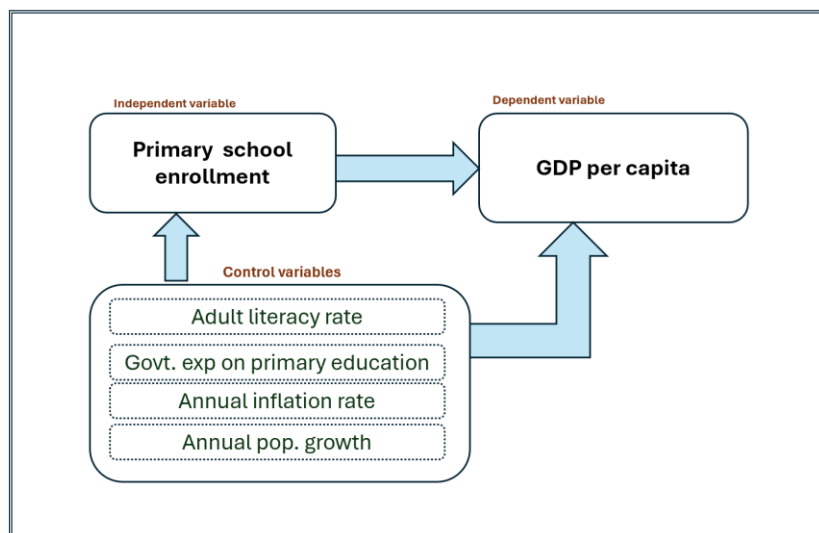 Independent variable
Dependent variable
Primary school
enrollment
GDP per capita
Control variables
Adult literacy rate
Govt. exp on primary education
Annual inflation rate
Annual pop. growth